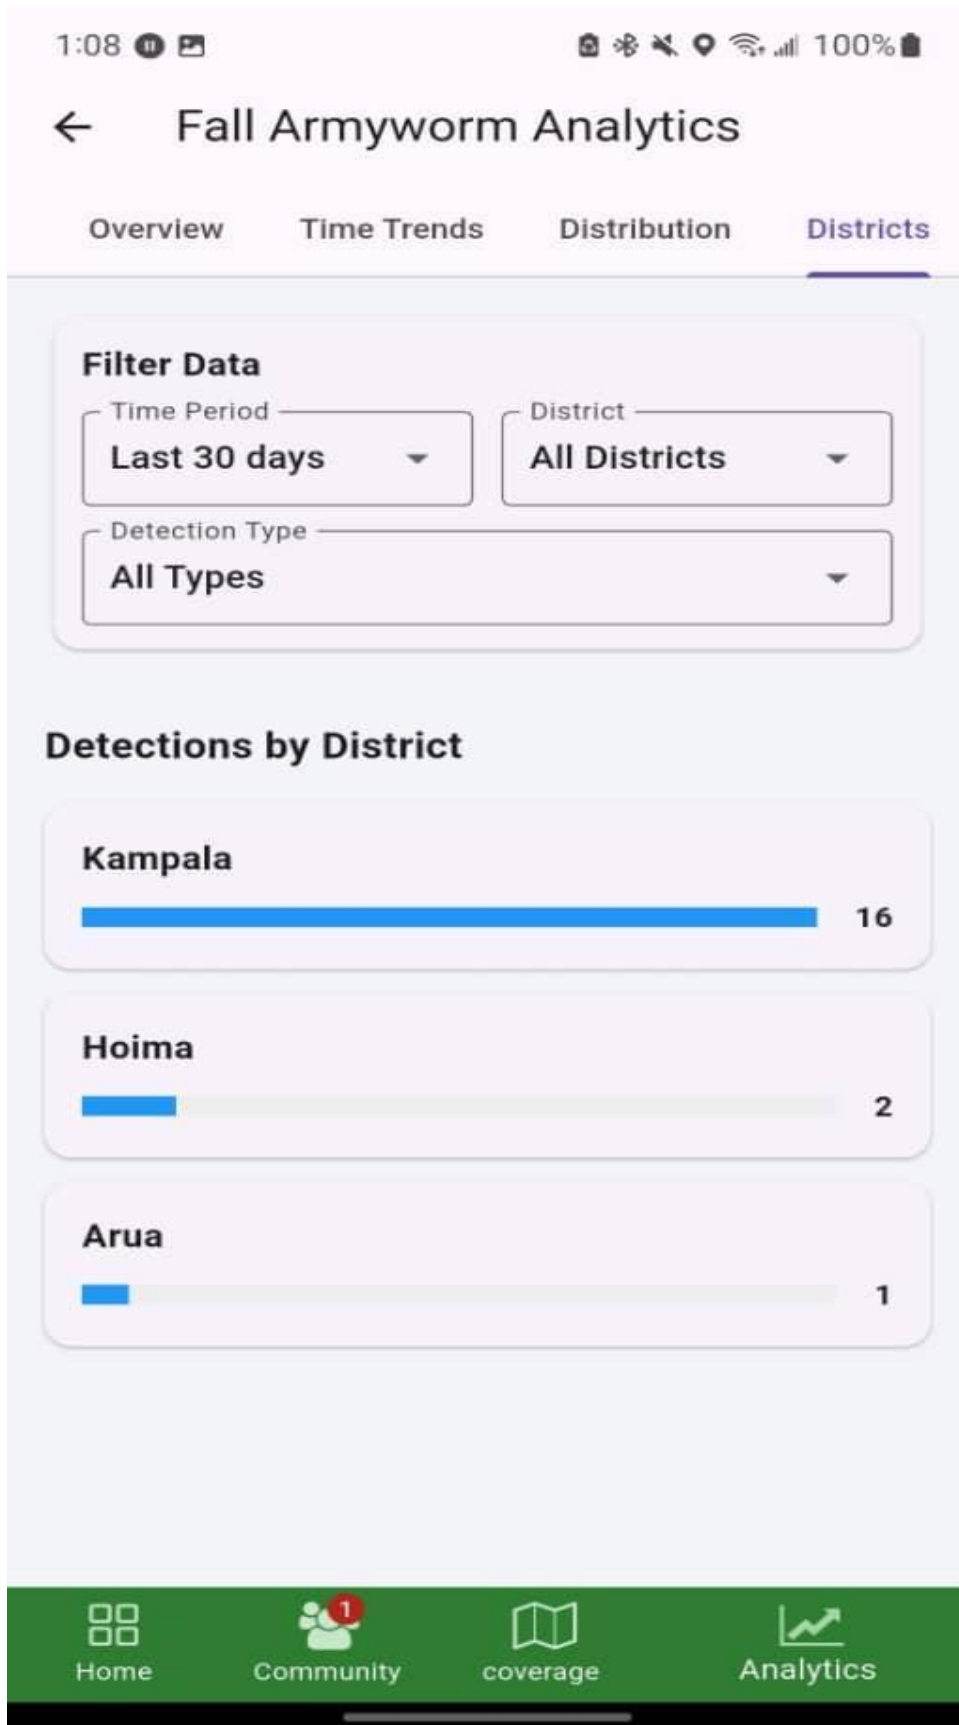 1:08 100%
Fall Armyworm Analytics
Overview Time Trends Distribution Districts
Filter Data
Time Period District
Last 30 days All Districts
Detection Type
All Types
Detections by District
Kampala
16
Hoima
2
Arua
1
1
Home Community coverage Analytics